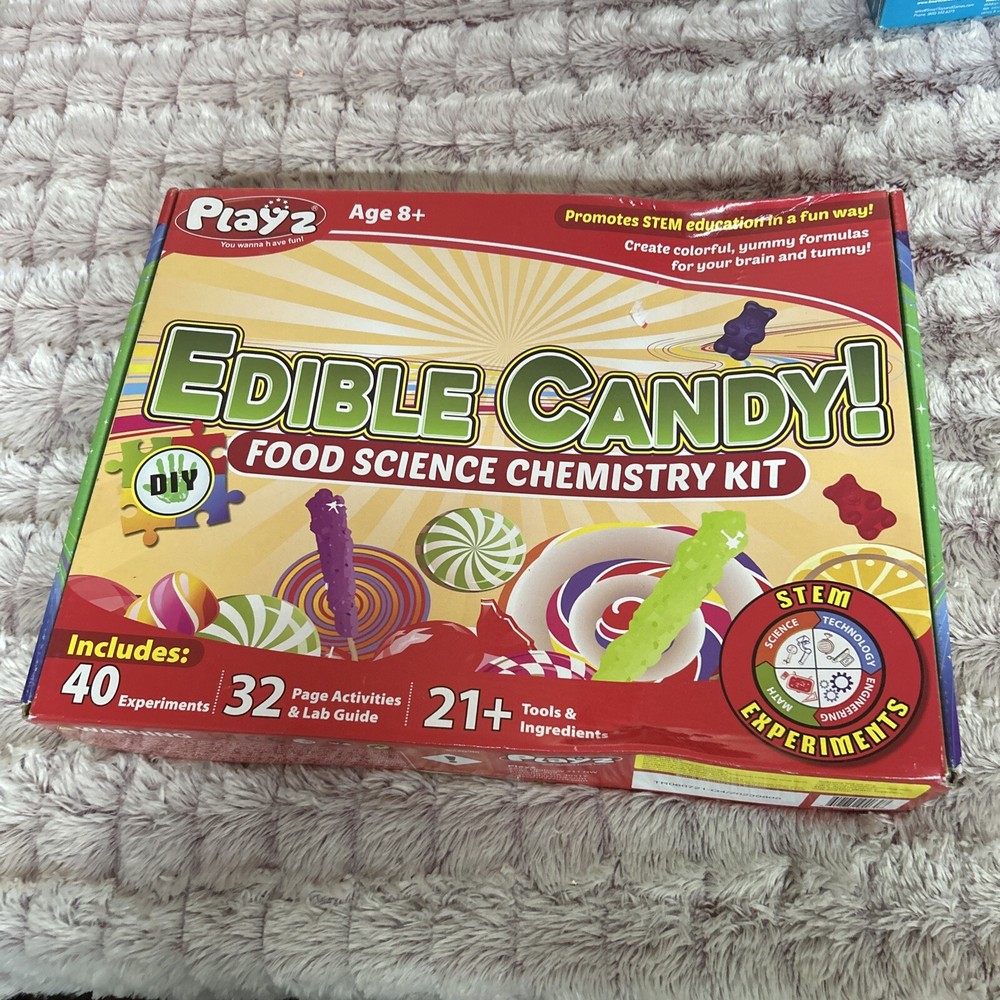 Playz®
You wanna have fun!
Age 8+
Promotes STEM education in a fun way!
Create colorful, yummy formulas
for your brain and tummy!
EDIBLE CANDY!
FOOD SCIENCE CHEMISTRY KIT
DIY
STEM
SCIENCE
TECHNOLOGY
ENGINEERING
MATH
EXPERIMENTS
Includes:
40 Experiments
32 Page Activities
& Lab Guide
21+ Tools &
Ingredients
WARNING
Playz